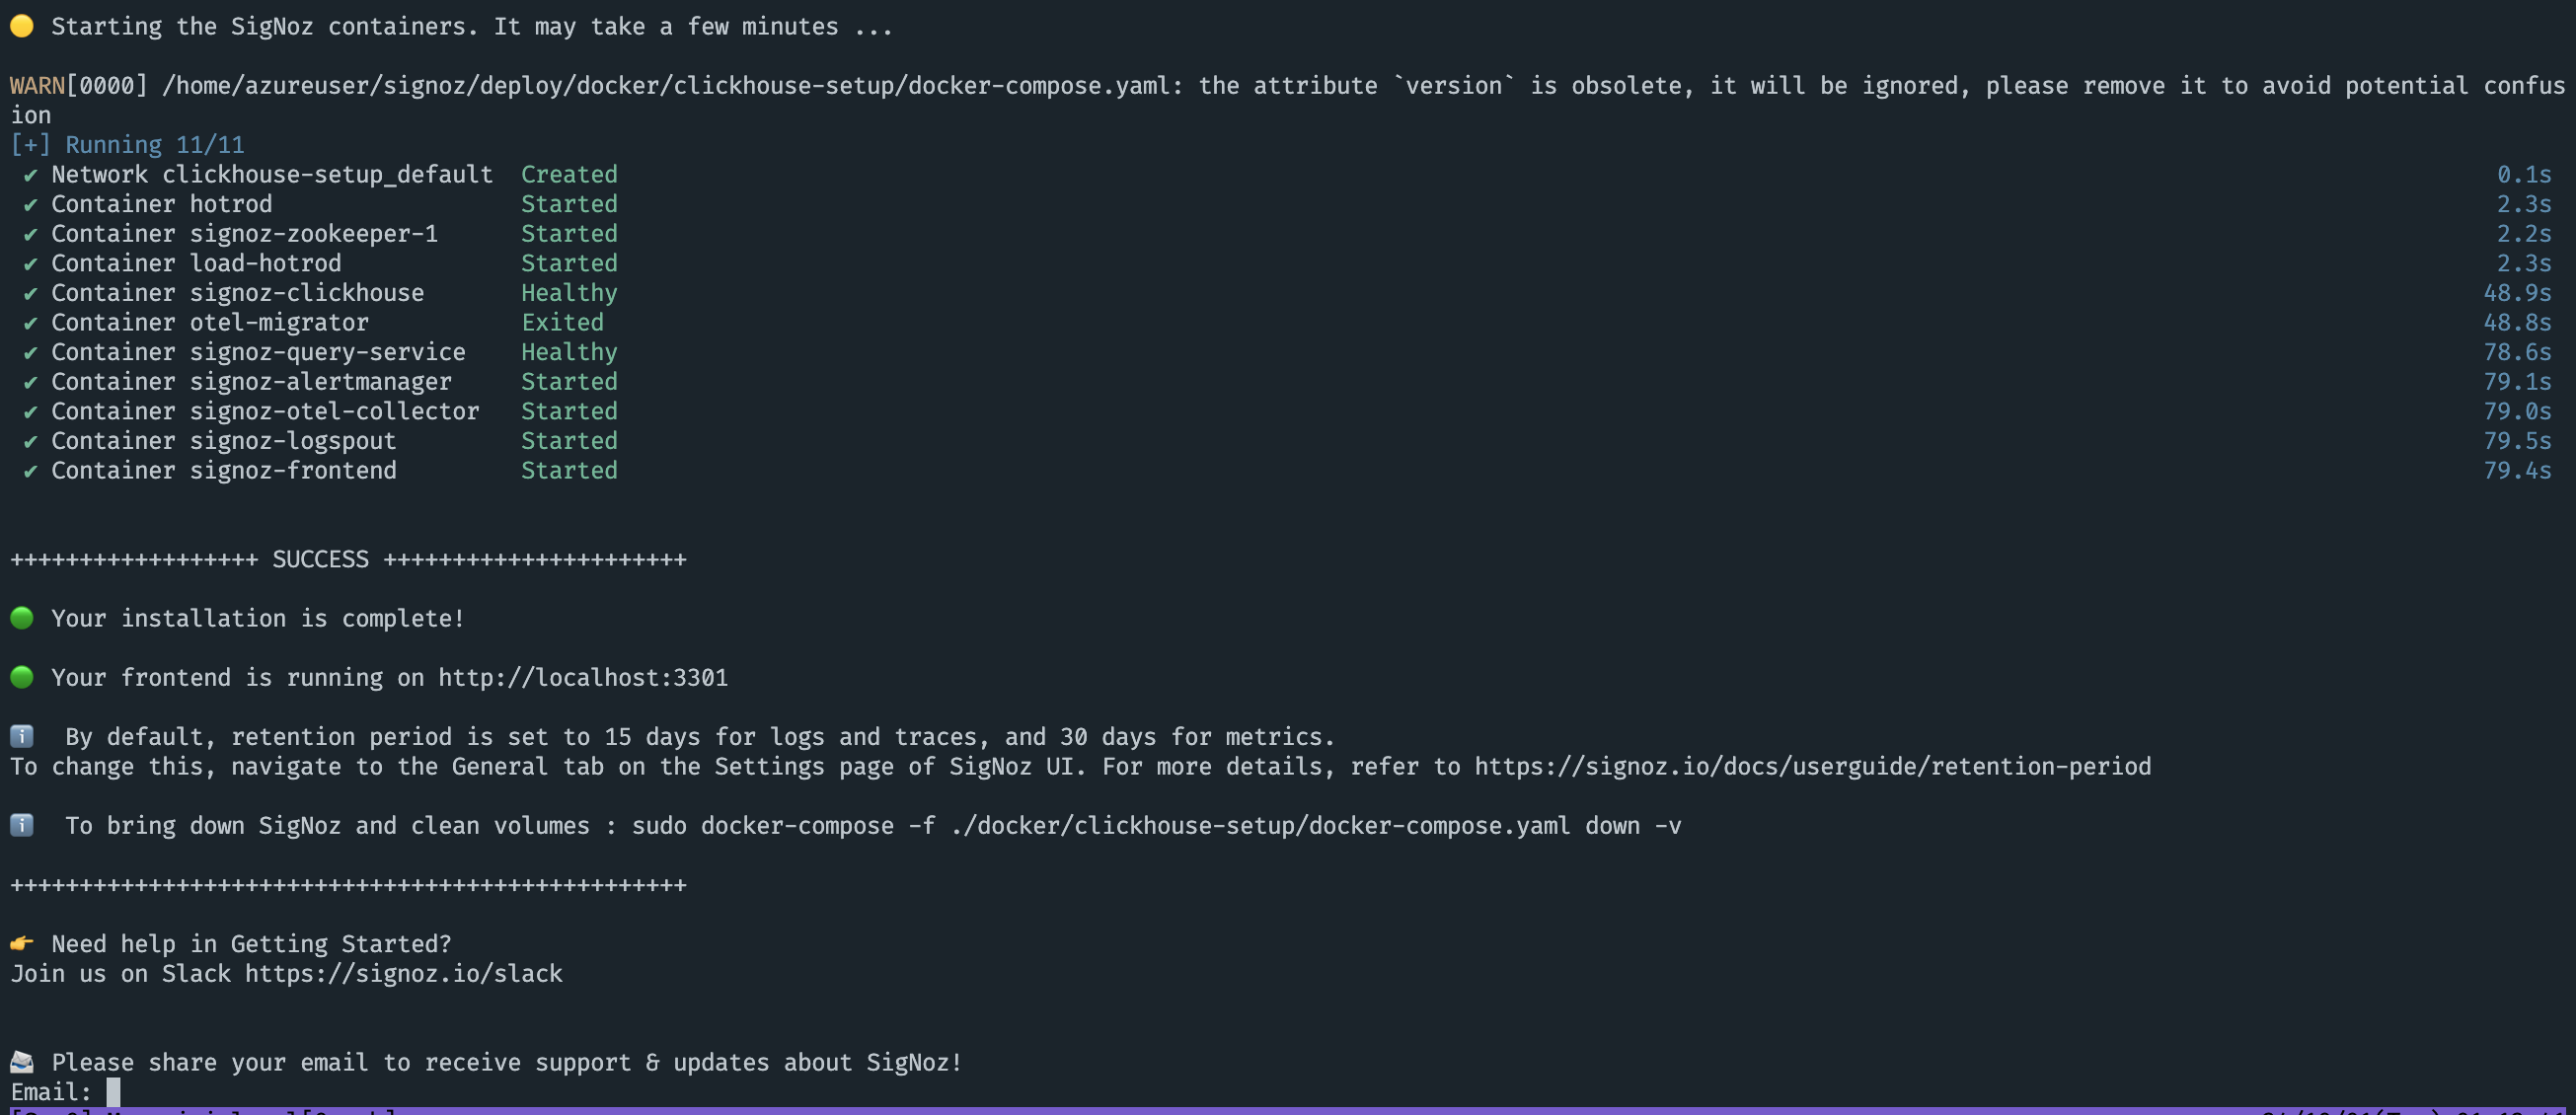 🟡 Starting the SigNoz containers. It may take a few minutes ...
WARN[0000] /home/azureuser/signoz/deploy/docker/clickhouse-setup/docker-compose.yaml: the attribute `version` is obsolete, it will be ignored, please remove it to avoid potential confus
ion
[+] Running 11/11
✔ Network clickhouse-setup_default Created 0.1s
✔ Container hotrod Started 2.3s
✔ Container signoz-zookeeper-1 Started 2.2s
✔ Container load-hotrod Started 2.3s
✔ Container signoz-clickhouse Healthy 48.9s
✔ Container otel-migrator Exited 48.8s
✔ Container signoz-query-service Healthy 78.6s
✔ Container signoz-alertmanager Started 79.1s
✔ Container signoz-otel-collector Started 79.0s
✔ Container signoz-logspout Started 79.5s
✔ Container signoz-frontend Started 79.4s
++++++++++++++++++ SUCCESS ++++++++++++++++++++++
🟢 Your installation is complete!
🟢 Your frontend is running on http://localhost:3301
ℹ️ By default, retention period is set to 15 days for logs and traces, and 30 days for metrics.
To change this, navigate to the General tab on the Settings page of SigNoz UI. For more details, refer to https://signoz.io/docs/userguide/retention-period
ℹ️ To bring down SigNoz and clean volumes : sudo docker-compose -f ./docker/clickhouse-setup/docker-compose.yaml down -v
+++++++++++++++++++++++++++++++++++++++++++++++++
👉 Need help in Getting Started?
Join us on Slack https://signoz.io/slack
📨 Please share your email to receive support & updates about SigNoz!
Email: